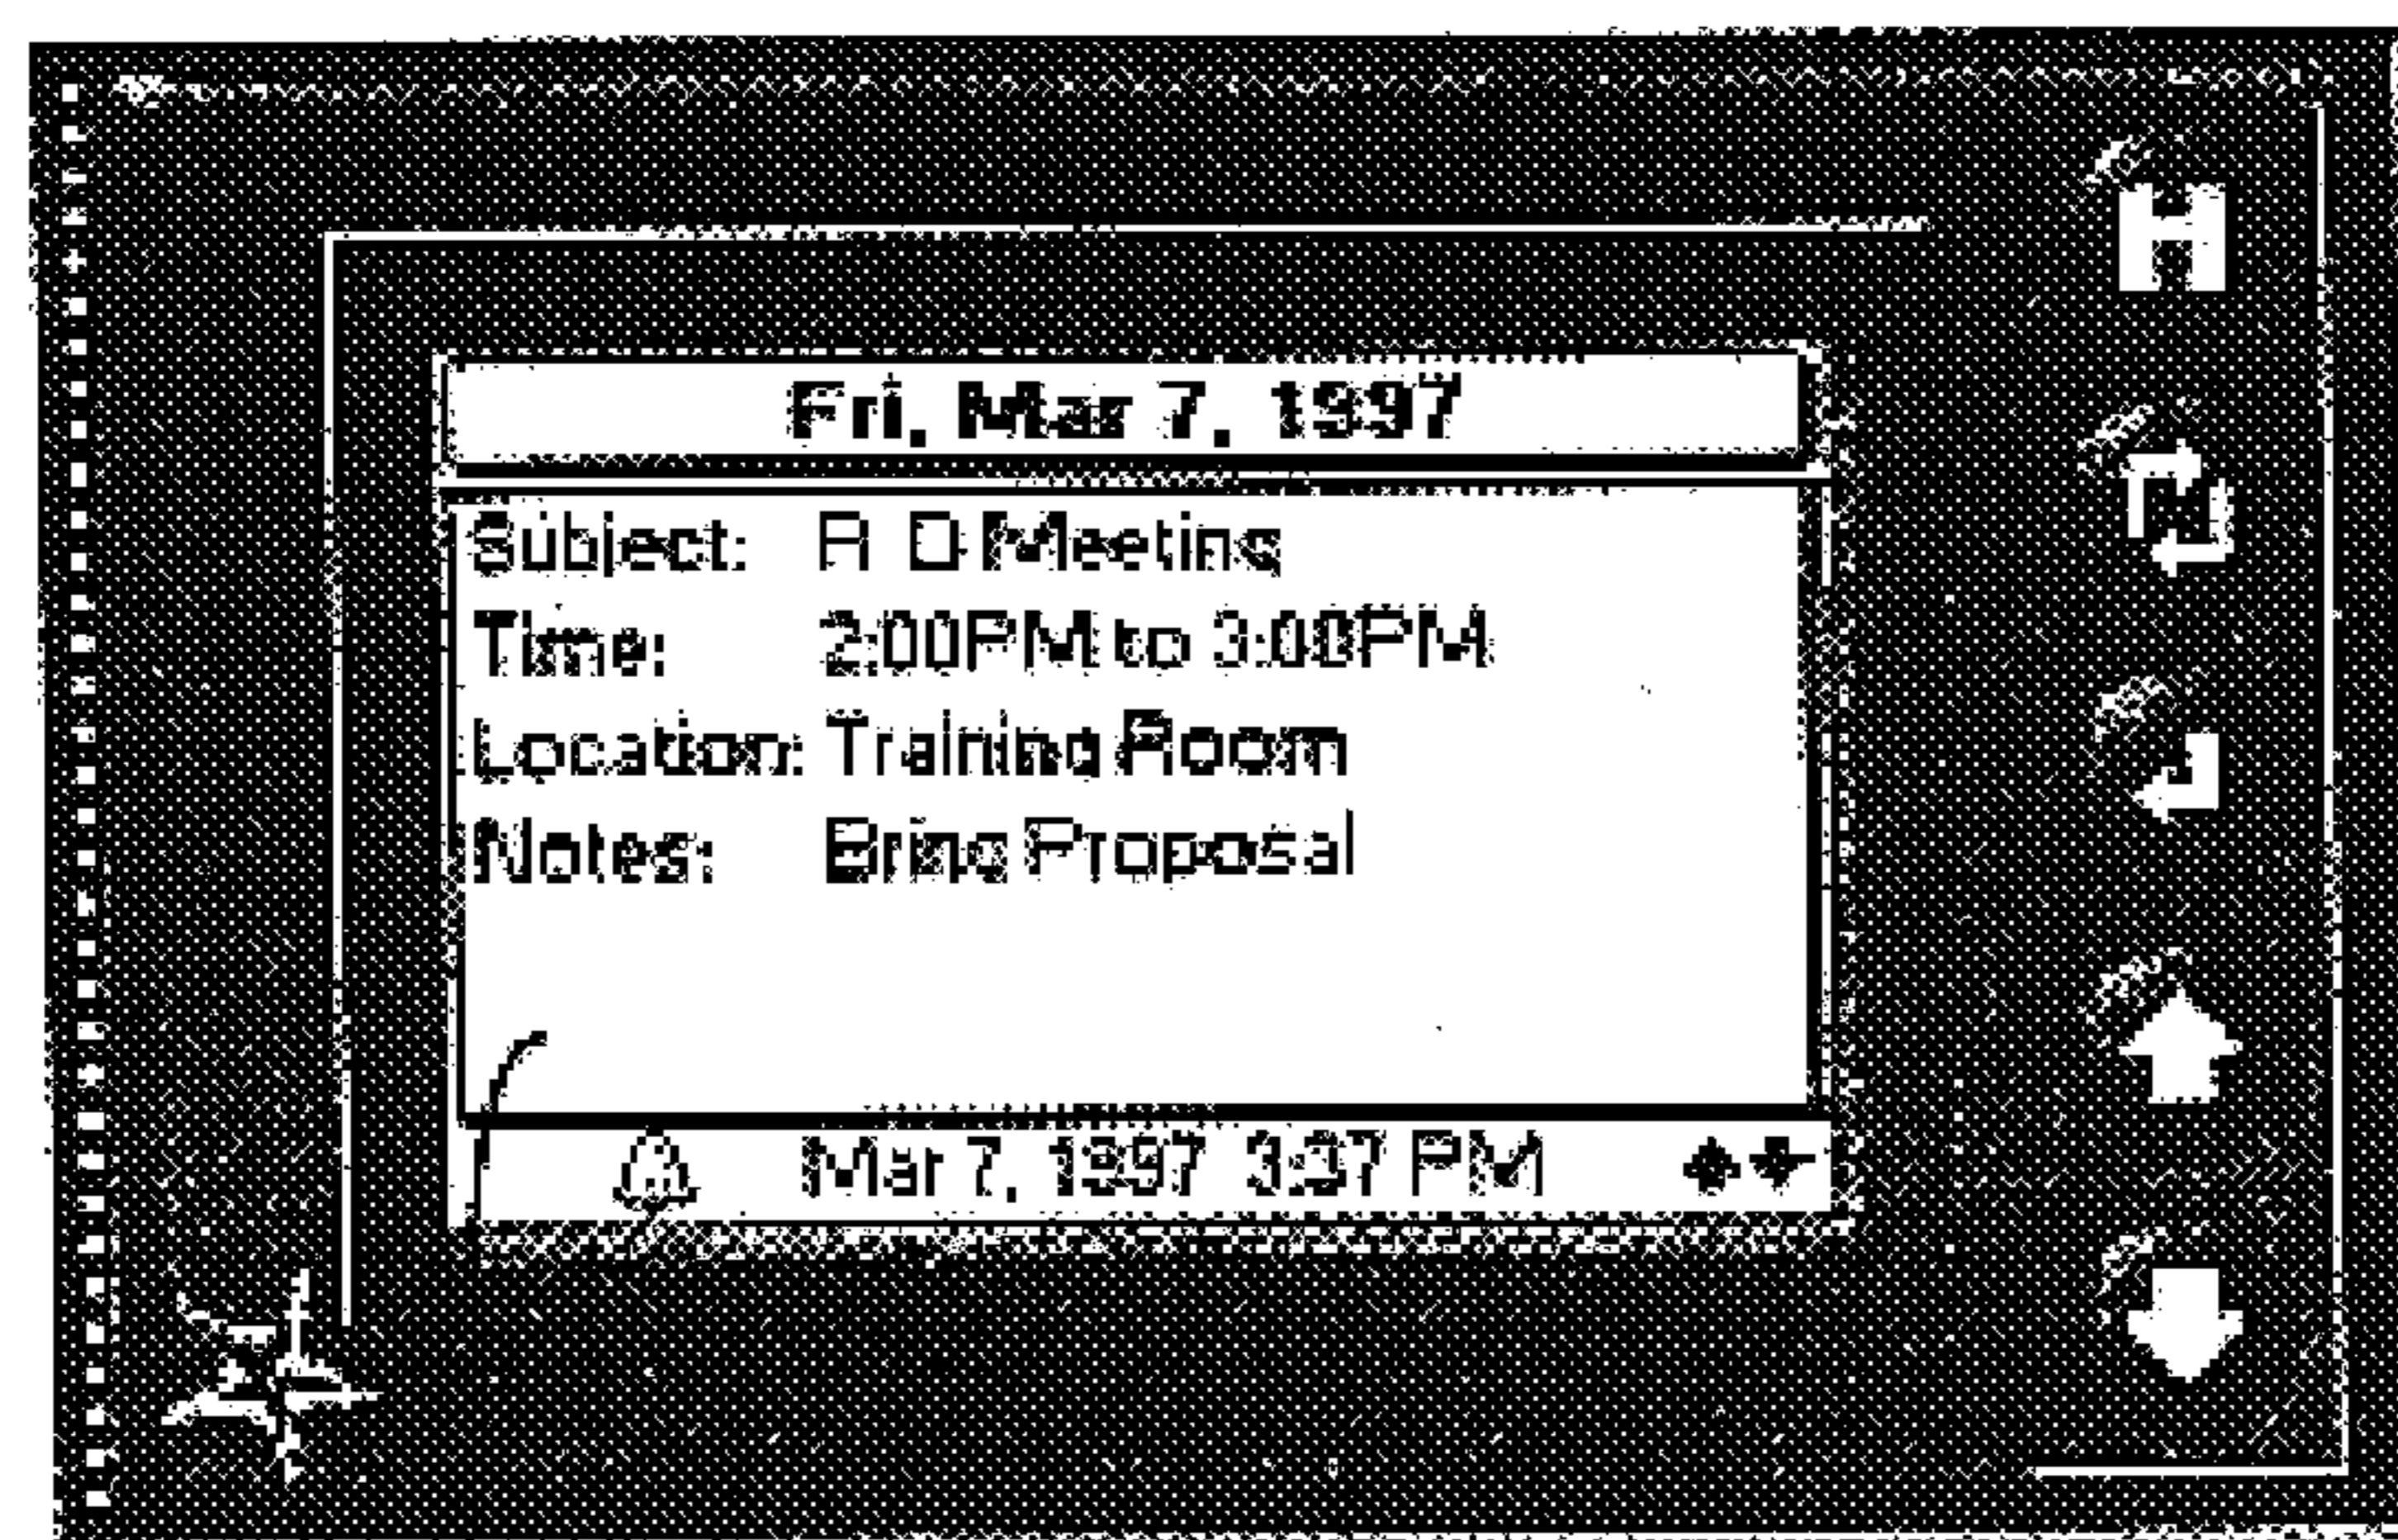 Fri, Mar 7, 1997
Subject: R D Meeting
Time: 2:00PM to 3:00PM
Location: Training Room
Notes: Bring Proposal
Mar 7, 1997 3:37 PM
H